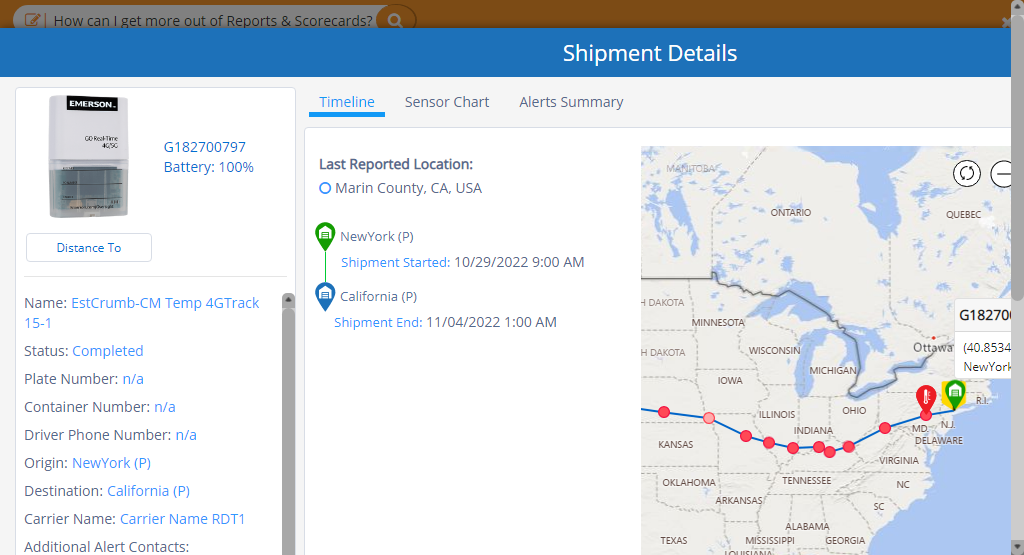 How can I get more out of Reports & Scorecards?
Shipment Details
EMERSON
GO Real-Time
4G/5G
G182700797
Battery: 100%
Distance To
Name: EstCrumb-CM Temp 4GTrack
15-1
Status: Completed
Plate Number: n/a
Container Number: n/a
Driver Phone Number: n/a
Origin: NewYork (P)
Destination: California (P)
Carrier Name: Carrier Name RDT1
Additional Alert Contacts:
Timeline
Sensor Chart
Alerts Summary
Last Reported Location:
Marin County, CA, USA
NewYork (P)
Shipment Started: 10/29/2022 9:00 AM
California (P)
Shipment End: 11/04/2022 1:00 AM
MANITOBA
ONTARIO
QUEBEC
H DAKOTA
MINNESOTA
H DAKOTA
WISCONSIN
MICHIGAN
Ottawa
G182700
(40.8534
NewYork
IOWA
ILLINOIS
INDIANA
OHIO
R.I.
N.J.
MD.
DELAWARE
KANSAS
VIRGINIA
OKLAHOMA
TENNESSEE
NC
ARKANSAS
SC
ALABAMA
TEXAS
MISSISSIPPI
GEORGIA
LOUISIANA